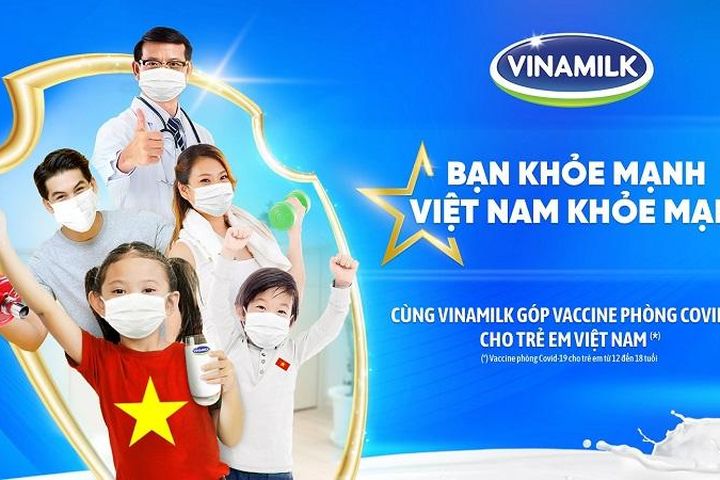 VINAMILK
BẠN KHỎE MẠNH
VIỆT NAM KHỎE MẠ
CÙNG VINAMILK GÓP VACCINE PHÒNG COVI
CHO TRẺ EM VIỆT NAM (*)
(*) Vaccine phòng Covid-19 cho trẻ em từ 12 đến 18 tuổi
VINAMILK